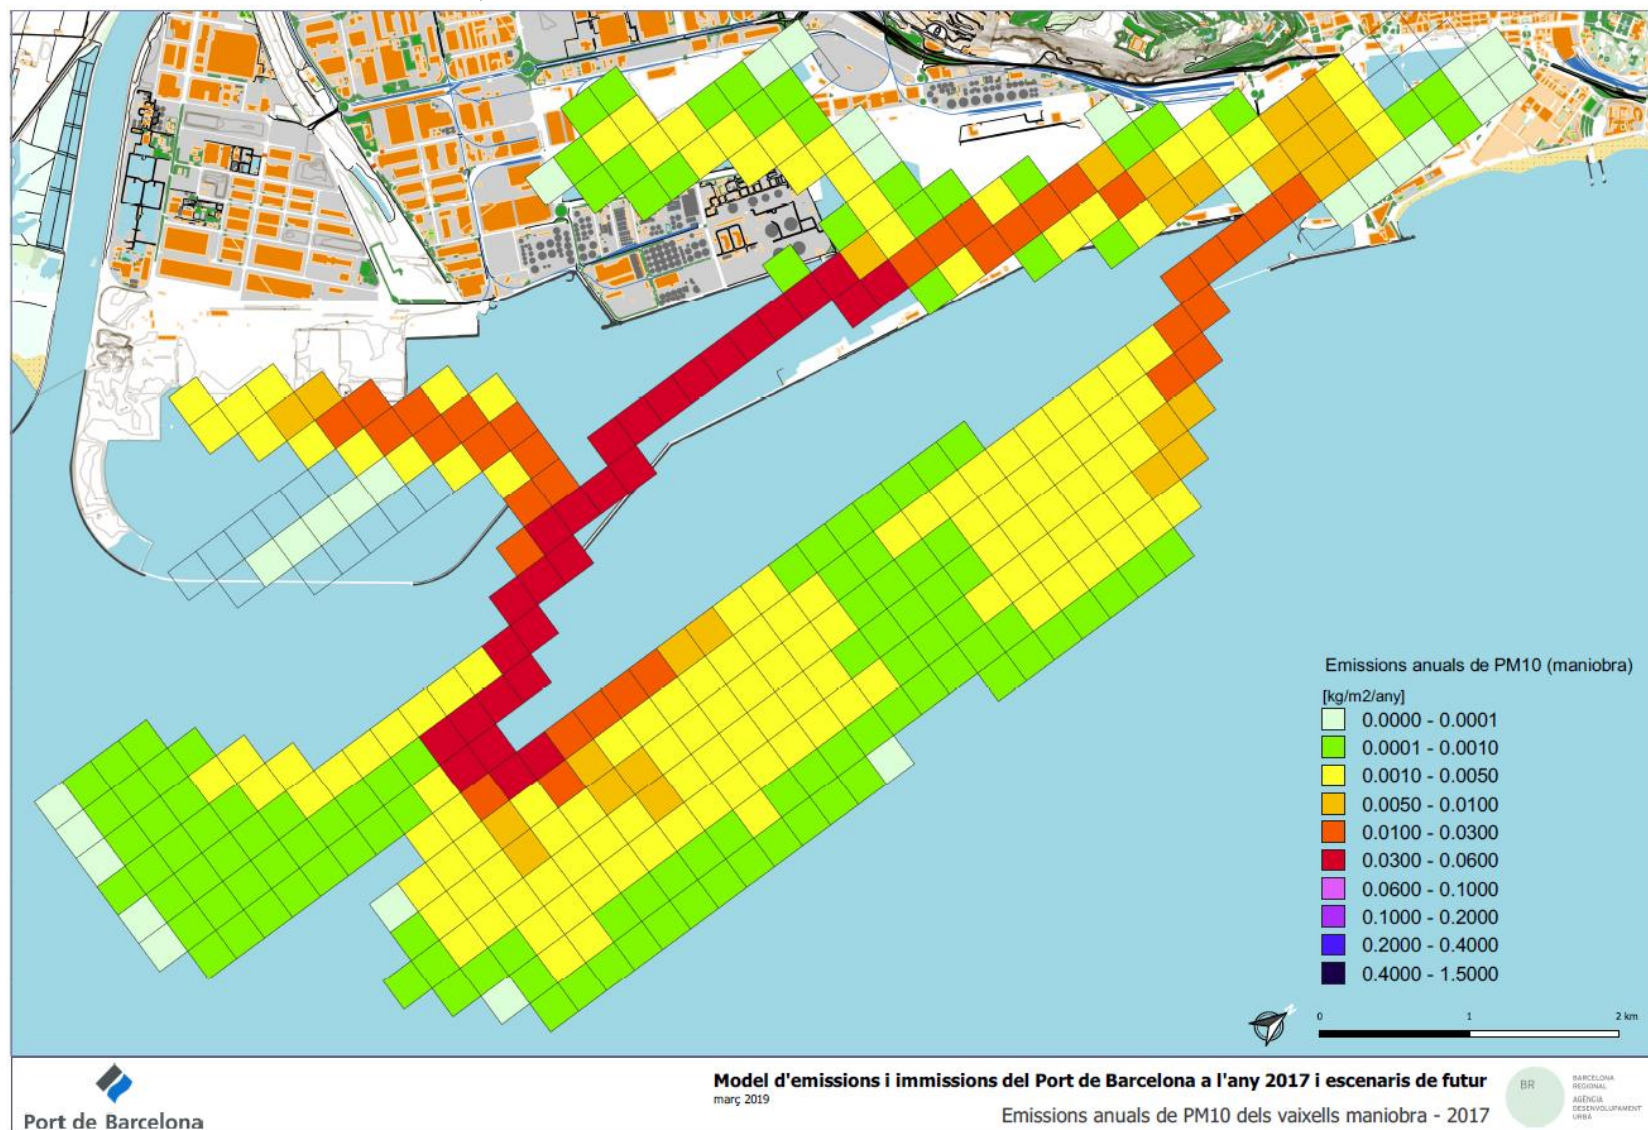 Emissions anuals de PM10 (maniobra)
[kg/m2/any]
0.0000 - 0.0001
0.0001 - 0.0010
0.0010 - 0.0050
0.0050 - 0.0100
0.0100 - 0.0300
0.0300 - 0.0600
0.0600 - 0.1000
0.1000 - 0.2000
0.2000 - 0.4000
0.4000 - 1.5000
0 1 2 km
Port de Barcelona
Model d'emissions i immissions del Port de Barcelona a l'any 2017 i escenaris de futur
març 2019
Emissions anuals de PM10 dels vaixells maniobra - 2017
BR
BARCELONA
REGIONAL
AGÈNCIA
DESENVOLUPAMENT
URBÀ